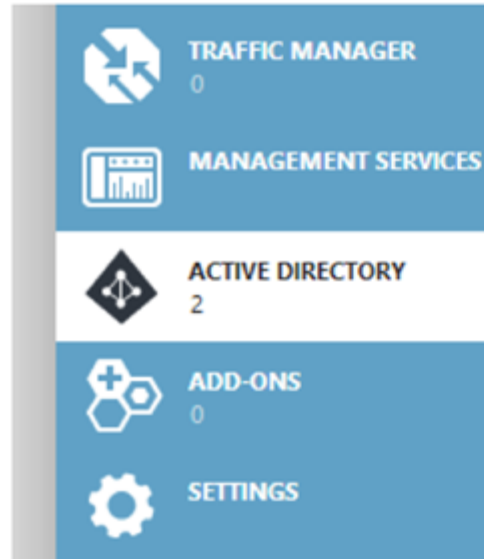 TRAFFIC MANAGER
0
MANAGEMENT SERVICES
ACTIVE DIRECTORY
2
ADD-ONS
0
SETTINGS